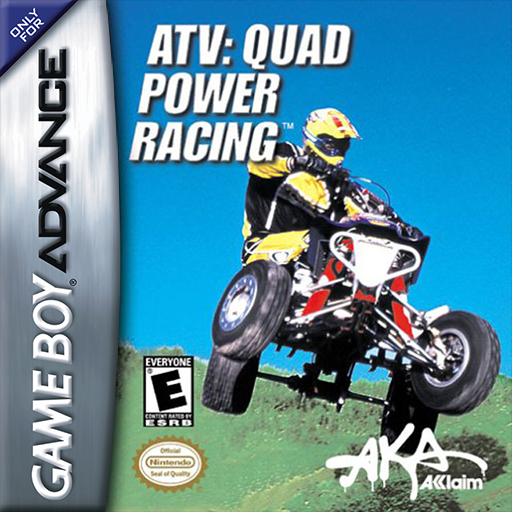 ONLY
FOR
GAME BOY ADVANCE®
ATV: QUAD
POWER
RACING™
EVERYONE
E
CONTENT RATED BY
ESRB
Official
Nintendo
Seal of Quality
AKA
Acclaim